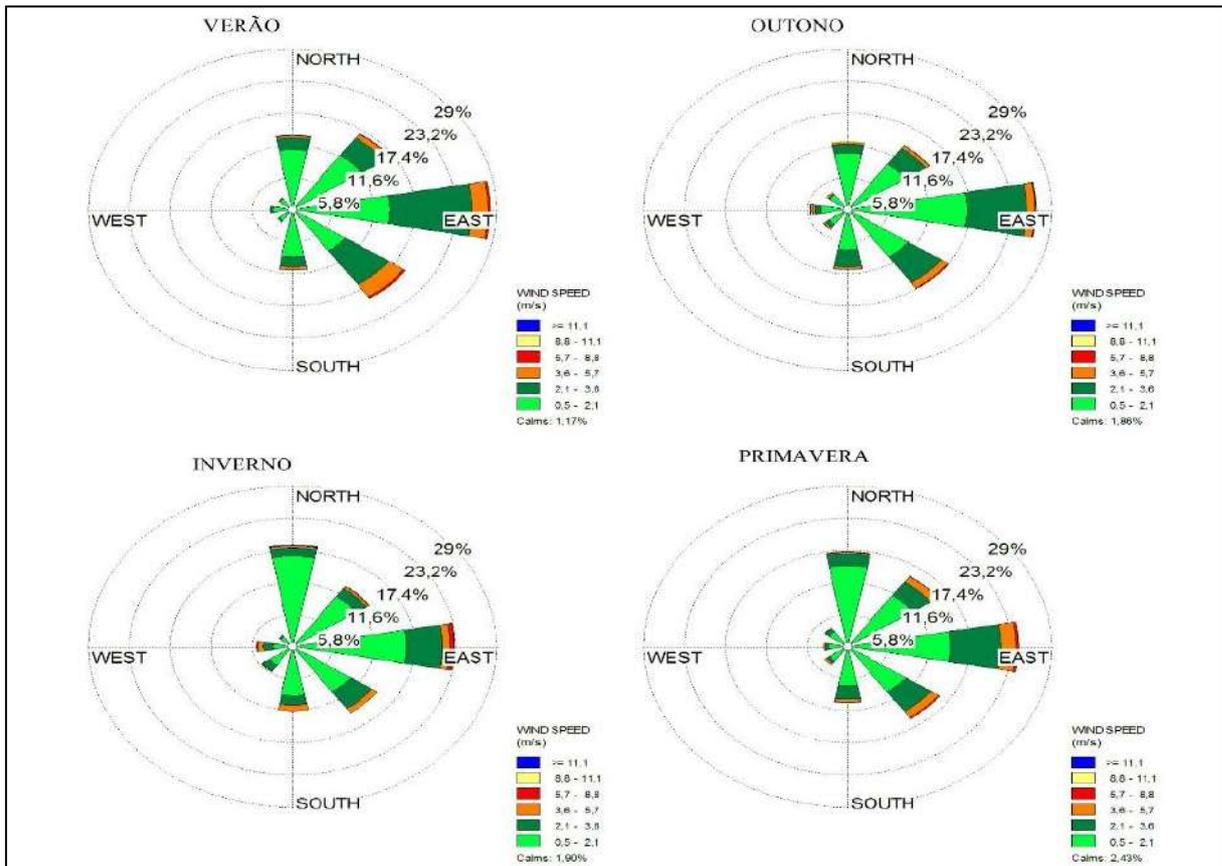 VERÃO
NORTH
29%
23,2%
17,4%
11,6%
5,8%
WEST
EAST
SOUTH
WIND SPEED
(m/s)
>= 11,1
8,8 - 11,1
5,7 - 8,8
3,6 - 5,7
2,1 - 3,6
0,5 - 2,1
Calms: 1,17%
OUTONO
NORTH
29%
23,2%
17,4%
11,6%
5,8%
WEST
EAST
SOUTH
WIND SPEED
(m/s)
>= 11,1
8,8 - 11,1
5,7 - 8,8
3,6 - 5,7
2,1 - 3,6
0,5 - 2,1
Calms: 1,86%
INVERNO
NORTH
29%
23,2%
17,4%
11,6%
5,8%
WEST
EAST
SOUTH
WIND SPEED
(m/s)
>= 11,1
8,8 - 11,1
5,7 - 8,8
3,6 - 5,7
2,1 - 3,6
0,5 - 2,1
Calms: 1,90%
PRIMAVERA
NORTH
29%
23,2%
17,4%
11,6%
5,8%
WEST
EAST
SOUTH
WIND SPEED
(m/s)
>= 11,1
8,8 - 11,1
5,7 - 8,8
3,6 - 5,7
2,1 - 3,6
0,5 - 2,1
Calms: 2,43%